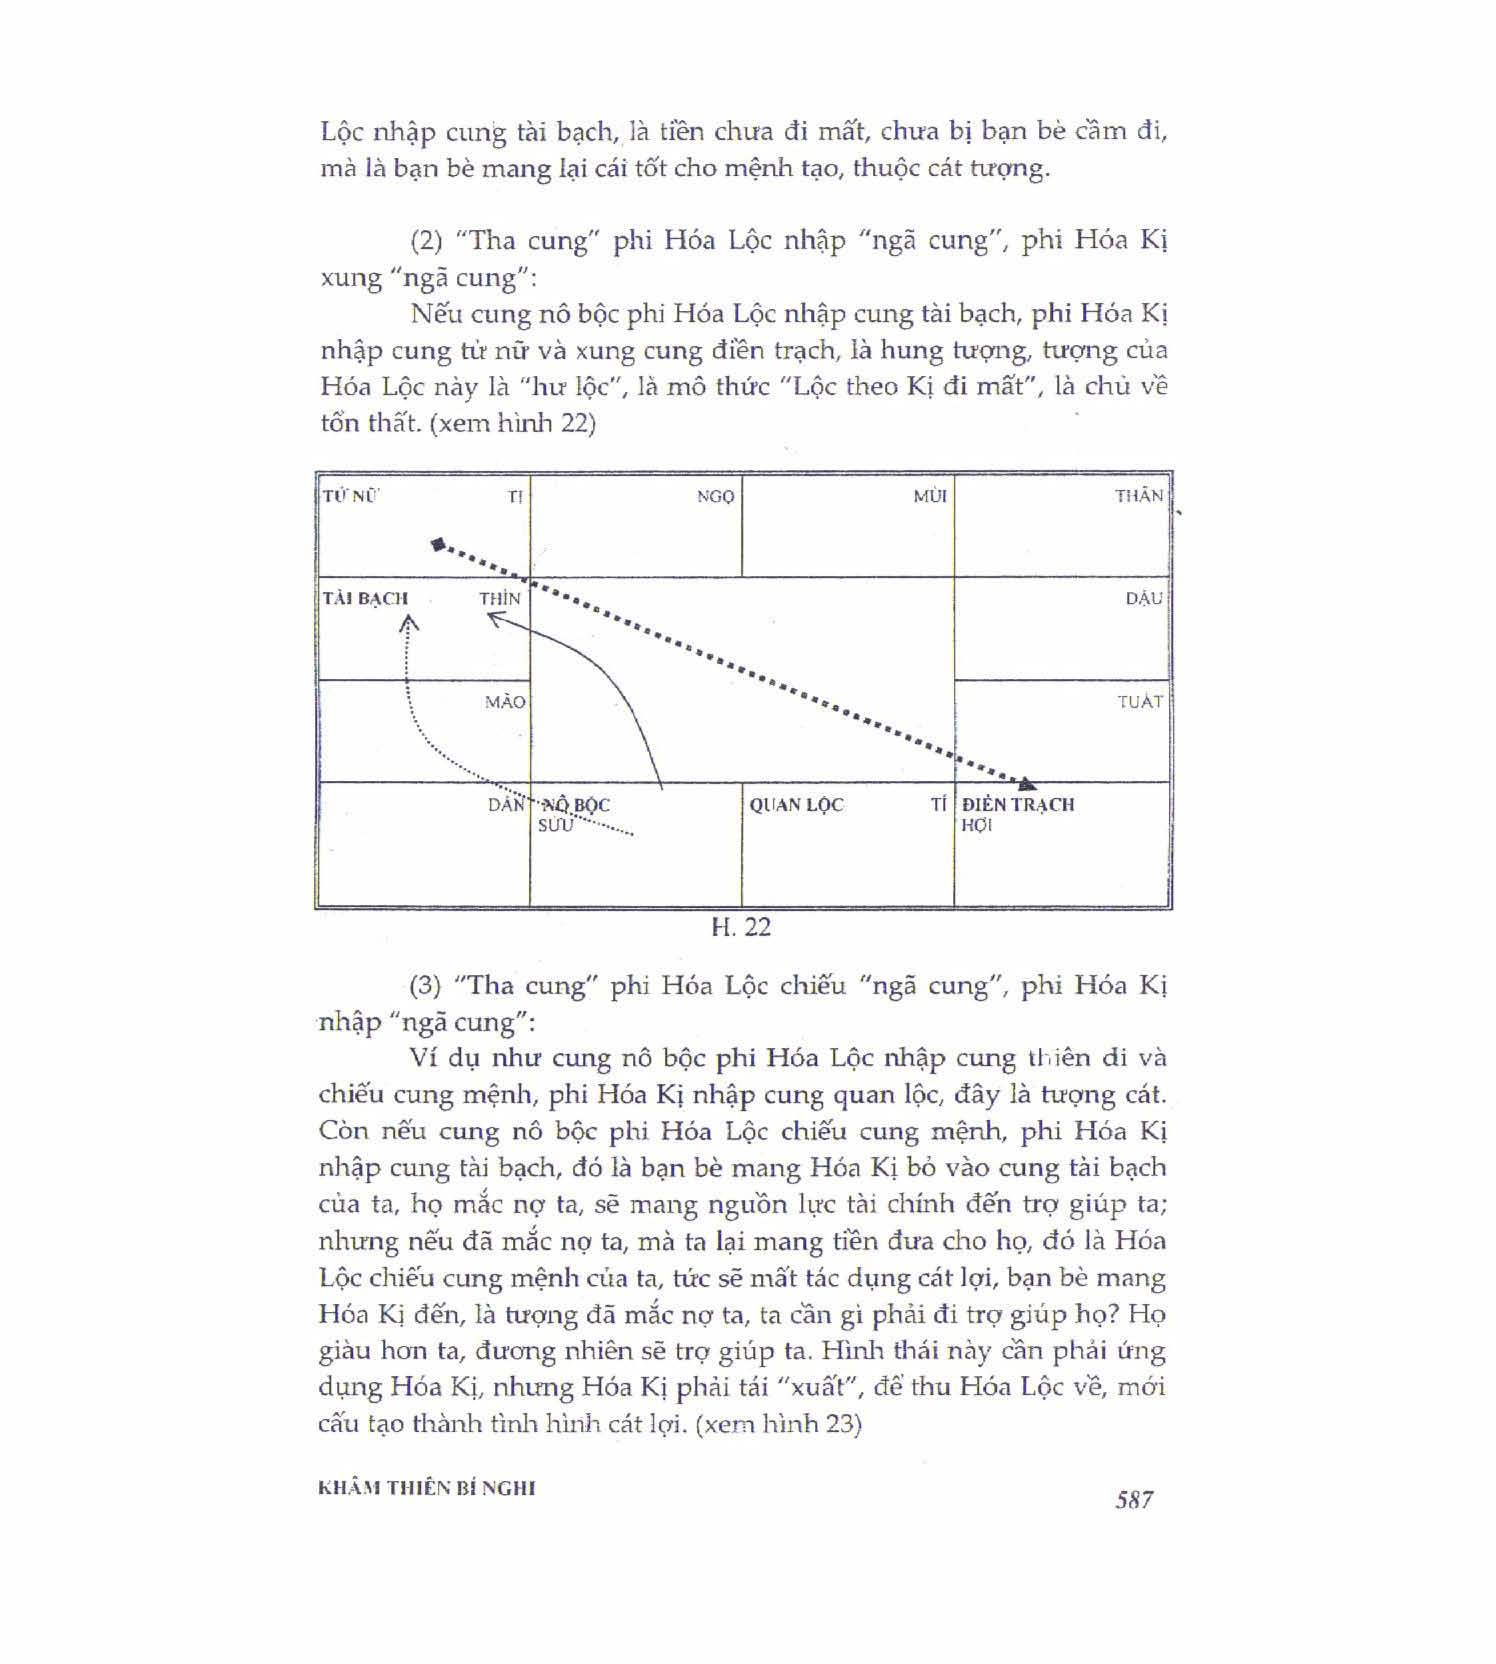 Lộc nhập cung tài bạch, là tiền chưa đi mất, chưa bị bạn bè cầm đi,
mà là bạn bè mang lại cái tốt cho mệnh tạo, thuộc cát tượng.
(2) "Tha cung" phi Hóa Lộc nhập "ngã cung", phi Hóa Kị
xung "ngã cung":
Nếu cung nô bộc phi Hóa Lộc nhập cung tài bạch, phi Hóa Kị
nhập cung tử nữ và xung cung điền trạch, là hung tượng, tượng của
Hóa Lộc này là "hư lộc", là mô thức "Lộc theo Kị đi mất", là chủ về
tổn thất. (xem hình 22)
TỬ NỮ TỊ NGỌ MÙI THÂN
TÀI BẠCH THÌN DẬU
MÃO TUẤT
DẦN NÔ BỘC QUAN LỘC TÍ ĐIỀN TRẠCH
SỬU HỢI
H. 22
(3) "Tha cung" phi Hóa Lộc chiếu "ngã cung", phi Hóa Kị
nhập "ngã cung":
Ví dụ như cung nô bộc phi Hóa Lộc nhập cung thiên di và
chiếu cung mệnh, phi Hóa Kị nhập cung quan lộc, đây là tượng cát.
Còn nếu cung nô bộc phi Hóa Lộc chiếu cung mệnh, phi Hóa Kị
nhập cung tài bạch, đó là bạn bè mang Hóa Kị bỏ vào cung tài bạch
của ta, họ mắc nợ ta, sẽ mang nguồn lực tài chính đến trợ giúp ta;
nhưng nếu đã mắc nợ ta, mà ta lại mang tiền đưa cho họ, đó là Hóa
Lộc chiếu cung mệnh của ta, tức sẽ mất tác dụng cát lợi, bạn bè mang
Hóa Kị đến, là tượng đã mắc nợ ta, ta cần gì phải đi trợ giúp họ? Họ
giàu hơn ta, đương nhiên sẽ trợ giúp ta. Hình thái này cần phải ứng
dụng Hóa Kị, nhưng Hóa Kị phải tái "xuất", để thu Hóa Lộc về, mới
cấu tạo thành tình hình cát lợi. (xem hình 23)
KHÂM THIÊN BÍ NGHI
587